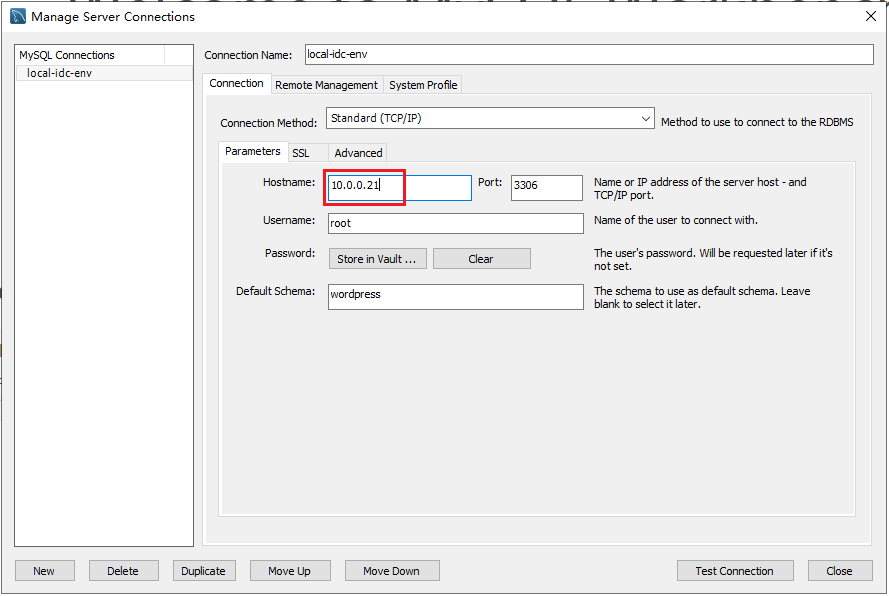 Manage Server Connections
MySQL Connections
local-idc-env
Connection Name: local-idc-env
Connection Remote Management System Profile
Connection Method: Standard (TCP/IP) Method to use to connect to the RDBMS
Parameters SSL Advanced
Hostname: 10.0.0.21 Port: 3306 Name or IP address of the server host - and
TCP/IP port.
Username: root Name of the user to connect with.
Password: Store in Vault ... Clear The user's password. Will be requested later if it's
not set.
Default Schema: wordpress The schema to use as default schema. Leave
blank to select it later.
New Delete Duplicate Move Up Move Down Test Connection Close